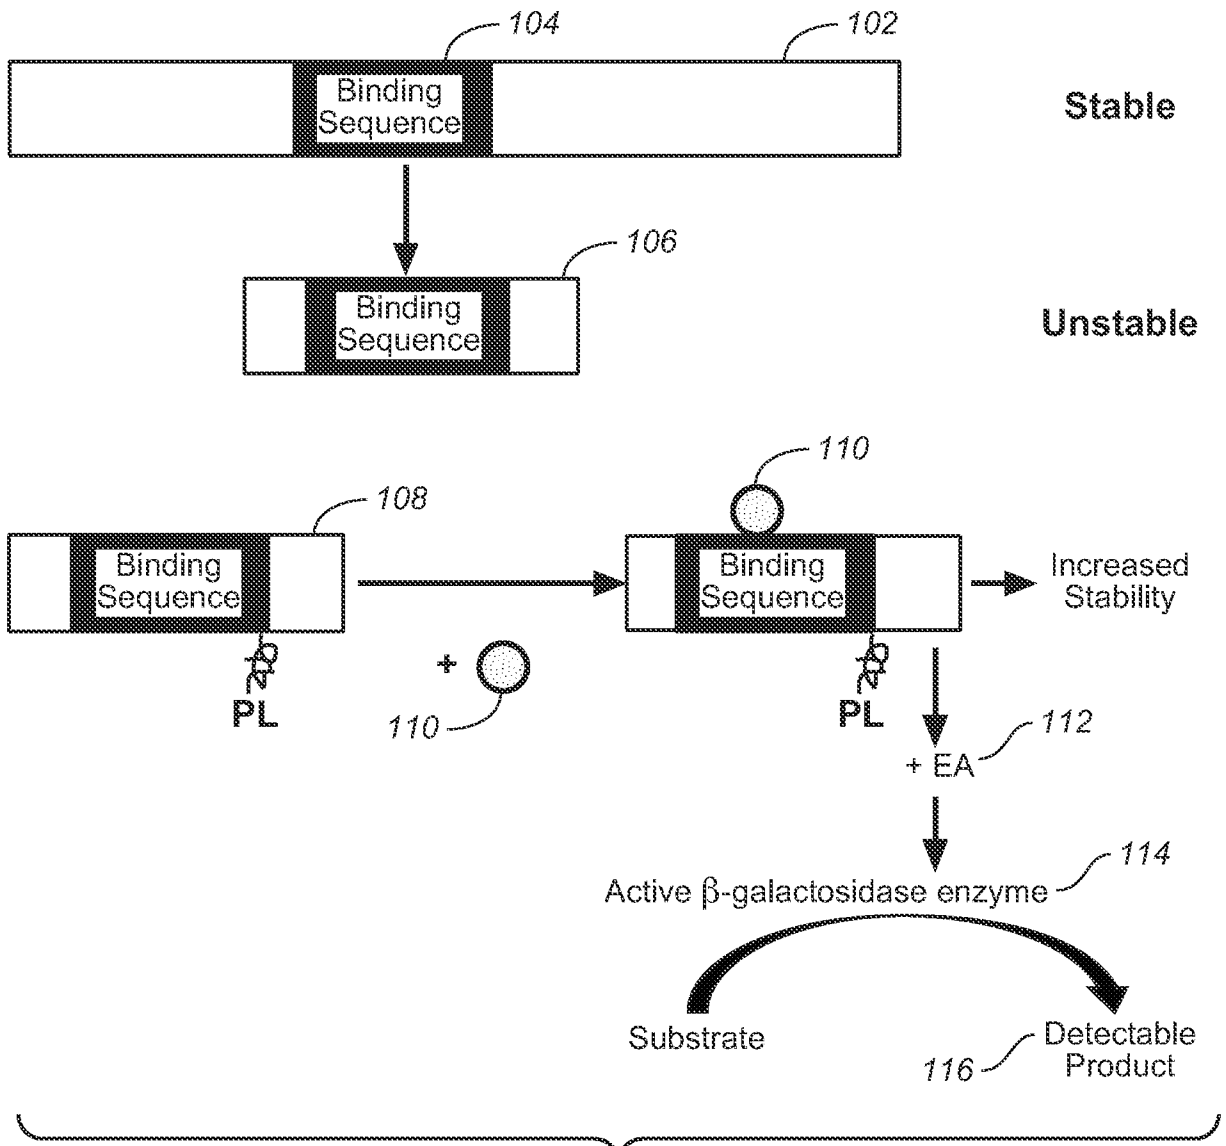 104
102
Binding
Sequence
Stable
106
Binding
Sequence
Unstable
110
108
Binding
Sequence
Binding
Sequence
Increased
Stability
+
PL
110
PL
112
+ EA
114
Active β-galactosidase enzyme
Substrate
Detectable
Product
116